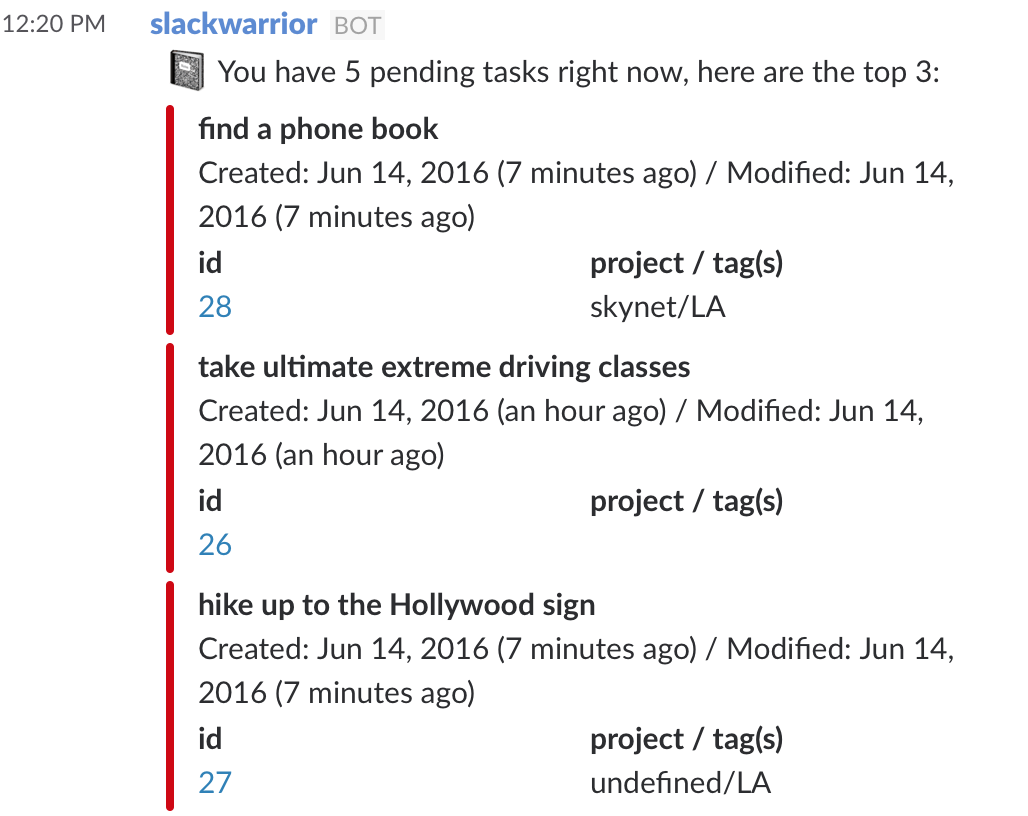 12:20 PM slackwarrior BOT
You have 5 pending tasks right now, here are the top 3:
find a phone book
Created: Jun 14, 2016 (7 minutes ago) / Modified: Jun 14,
2016 (7 minutes ago)
id project / tag(s)
28 skynet/LA
take ultimate extreme driving classes
Created: Jun 14, 2016 (an hour ago) / Modified: Jun 14,
2016 (an hour ago)
id project / tag(s)
26
hike up to the Hollywood sign
Created: Jun 14, 2016 (7 minutes ago) / Modified: Jun 14,
2016 (7 minutes ago)
id project / tag(s)
27 undefined/LA